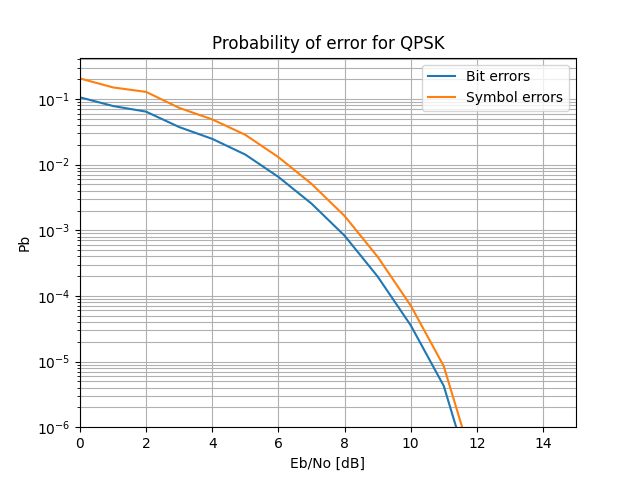 Probability of error for QPSK
Bit errors
Symbol errors
Pb
10⁻¹
10⁻²
10⁻³
10⁻⁴
10⁻⁵
10⁻⁶
0 2 4 6 8 10 12 14
Eb/No [dB]